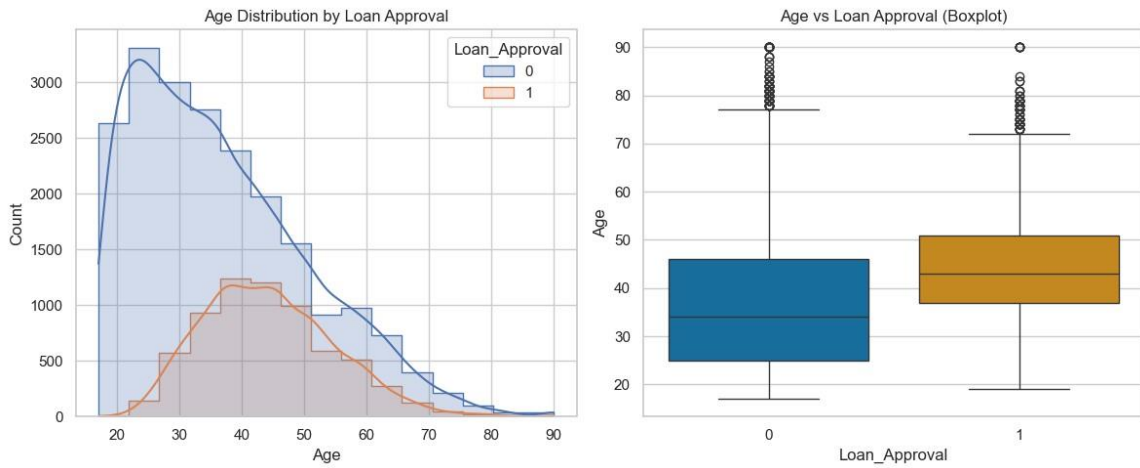 Age Distribution by Loan Approval
Loan_Approval
0
1
3000
2500
2000
1500
1000
500
0
Count
20 30 40 50 60 70 80 90
Age
Age vs Loan Approval (Boxplot)
90
80
70
60
50
40
30
20
Age
0 1
Loan_Approval